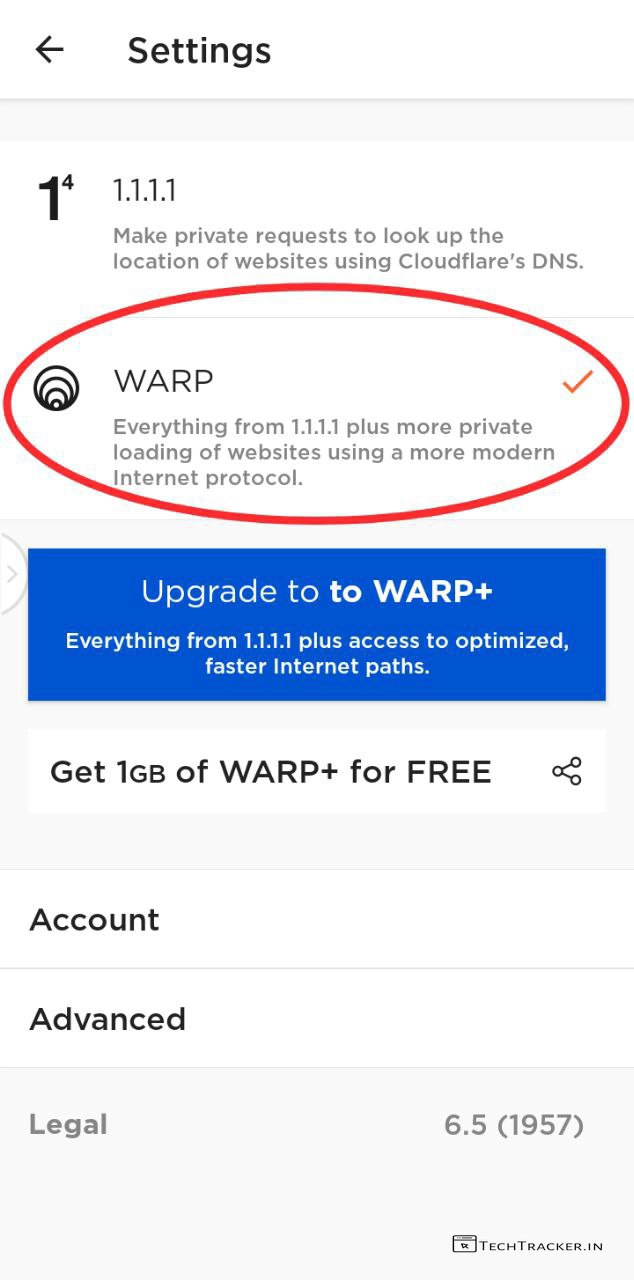 Settings
1⁴ 1.1.1.1
Make private requests to look up the
location of websites using Cloudflare's DNS.
WARP
Everything from 1.1.1.1 plus more private
loading of websites using a more modern
Internet protocol.
Upgrade to to WARP+
Everything from 1.1.1.1 plus access to optimized,
faster Internet paths.
Get 1GB of WARP+ for FREE
Account
Advanced
Legal 6.5 (1957)
TECHTRACKER.IN